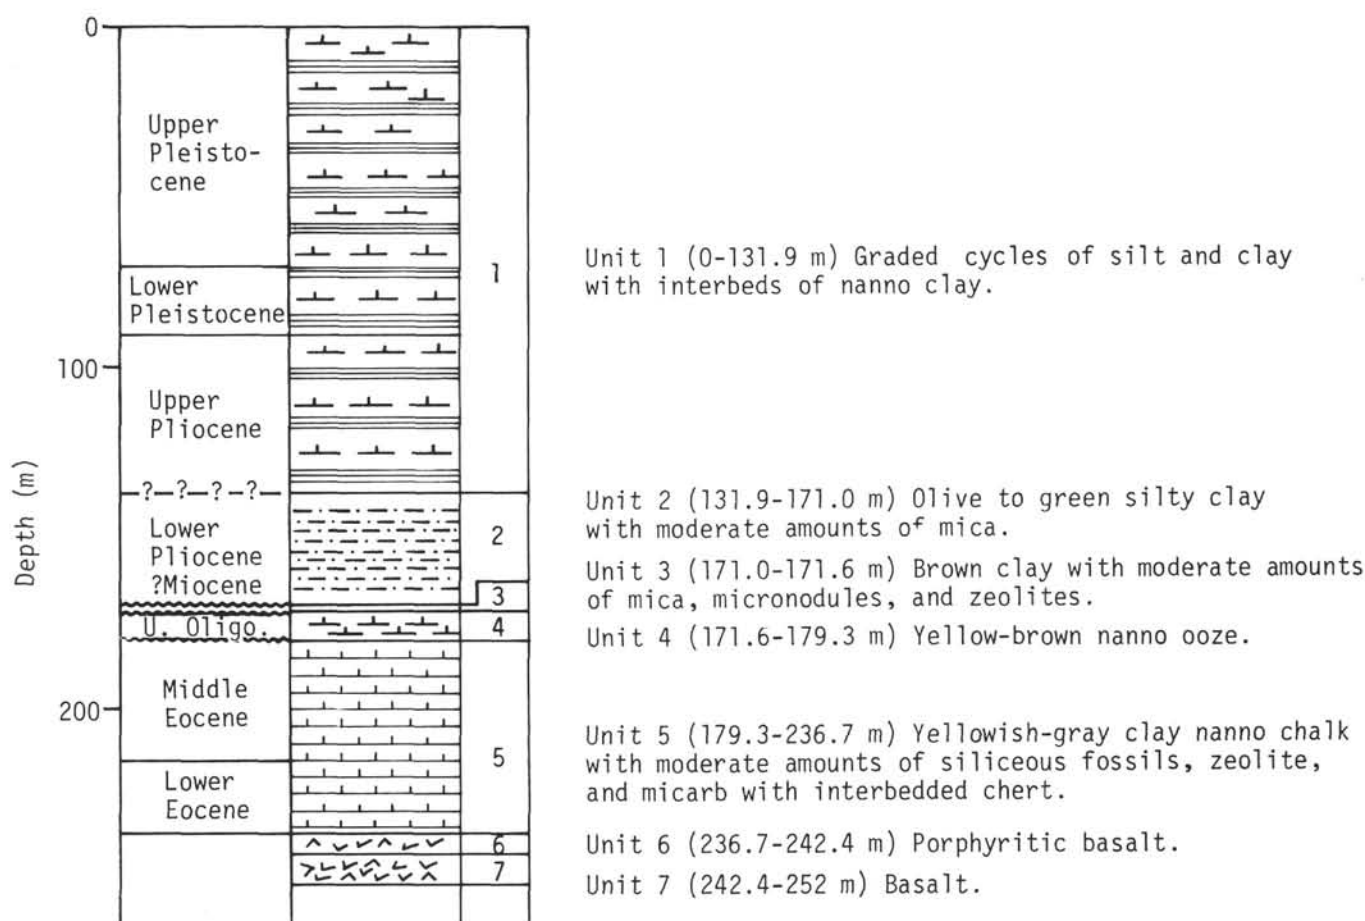 0
Upper
Pleisto-
cene
Lower
Pleistocene
100
Upper
Pliocene
Depth (m)
?
?
?
?
Lower
Pliocene
?Miocene
U. Oligo.
Middle
Eocene
200
Lower
Eocene
1
2
3
4
5
6
7
Unit 1 (0-131.9 m) Graded cycles of silt and clay
with interbeds of nanno clay.
Unit 2 (131.9-171.0 m) Olive to green silty clay
with moderate amounts of mica.
Unit 3 (171.0-171.6 m) Brown clay with moderate amounts
of mica, micronodules, and zeolites.
Unit 4 (171.6-179.3 m) Yellow-brown nanno ooze.
Unit 5 (179.3-236.7 m) Yellowish-gray clay nanno chalk
with moderate amounts of siliceous fossils, zeolite,
and micarb with interbedded chert.
Unit 6 (236.7-242.4 m) Porphyritic basalt.
Unit 7 (242.4-252 m) Basalt.